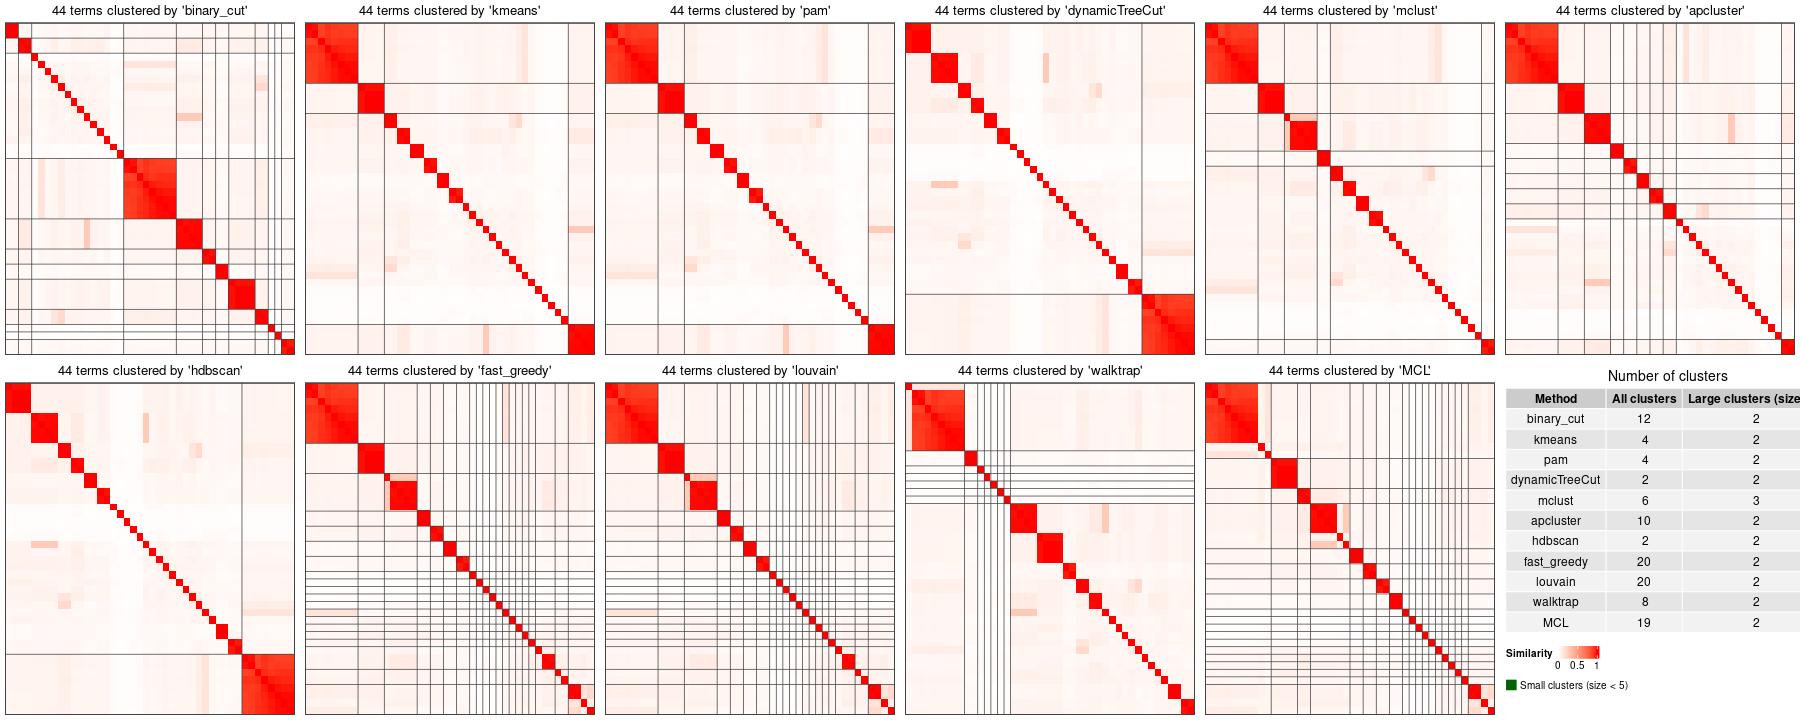 44 terms clustered by 'binary_cut'
44 terms clustered by 'kmeans'
44 terms clustered by 'pam'
44 terms clustered by 'dynamicTreeCut'
44 terms clustered by 'mclust'
44 terms clustered by 'apcluster'
44 terms clustered by 'hdbscan'
44 terms clustered by 'fast_greedy'
44 terms clustered by 'louvain'
44 terms clustered by 'walktrap'
44 terms clustered by 'MCL'
Number of clusters
Method All clusters Large clusters (size
binary_cut 12 2
kmeans 4 2
pam 4 2
dynamicTreeCut 2 2
mclust 6 3
apcluster 10 2
hdbscan 2 2
fast_greedy 20 2
louvain 20 2
walktrap 8 2
MCL 19 2
Similarity
0 0.5 1
Small clusters (size < 5)